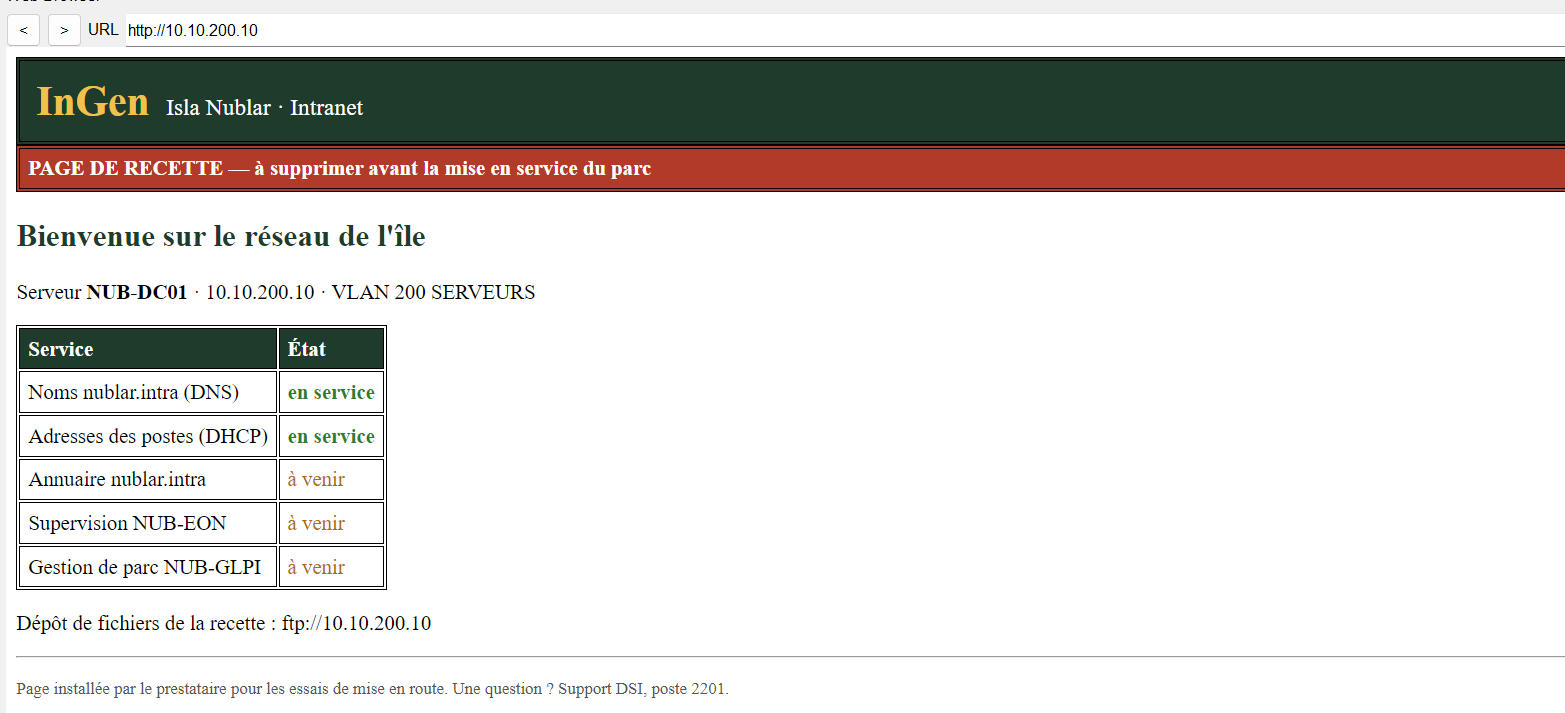 < > URL http://10.10.200.10
InGen Isla Nublar · Intranet
PAGE DE RECETTE — à supprimer avant la mise en service du parc
Bienvenue sur le réseau de l'île
Serveur NUB-DC01 · 10.10.200.10 · VLAN 200 SERVEURS
Service État
Noms nublar.intra (DNS) en service
Adresses des postes (DHCP) en service
Annuaire nublar.intra à venir
Supervision NUB-EON à venir
Gestion de parc NUB-GLPI à venir
Dépôt de fichiers de la recette : ftp://10.10.200.10
Page installée par le prestataire pour les essais de mise en route. Une question ? Support DSI, poste 2201.